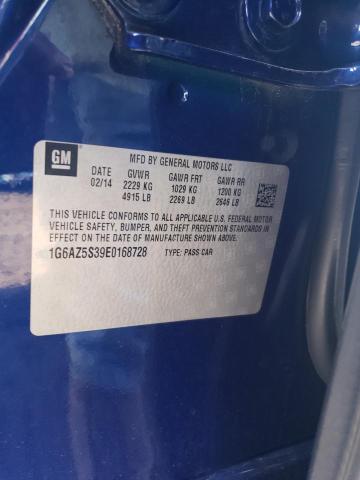 GM
MFD BY GENERAL MOTORS LLC
DATE GVWR GAWR FRT GAWR RR
02/14 2229 KG 1029 KG 1200 KG
4915 LB 2269 LB 2646 LB
THIS VEHICLE CONFORMS TO ALL APPLICABLE U.S. FEDERAL MOTOR
VEHICLE SAFETY, BUMPER, AND THEFT PREVENTION STANDARDS IN
EFFECT ON THE DATE OF MANUFACTURE SHOWN ABOVE.
1G6AZ5S39E0168728 TYPE: PASS CAR